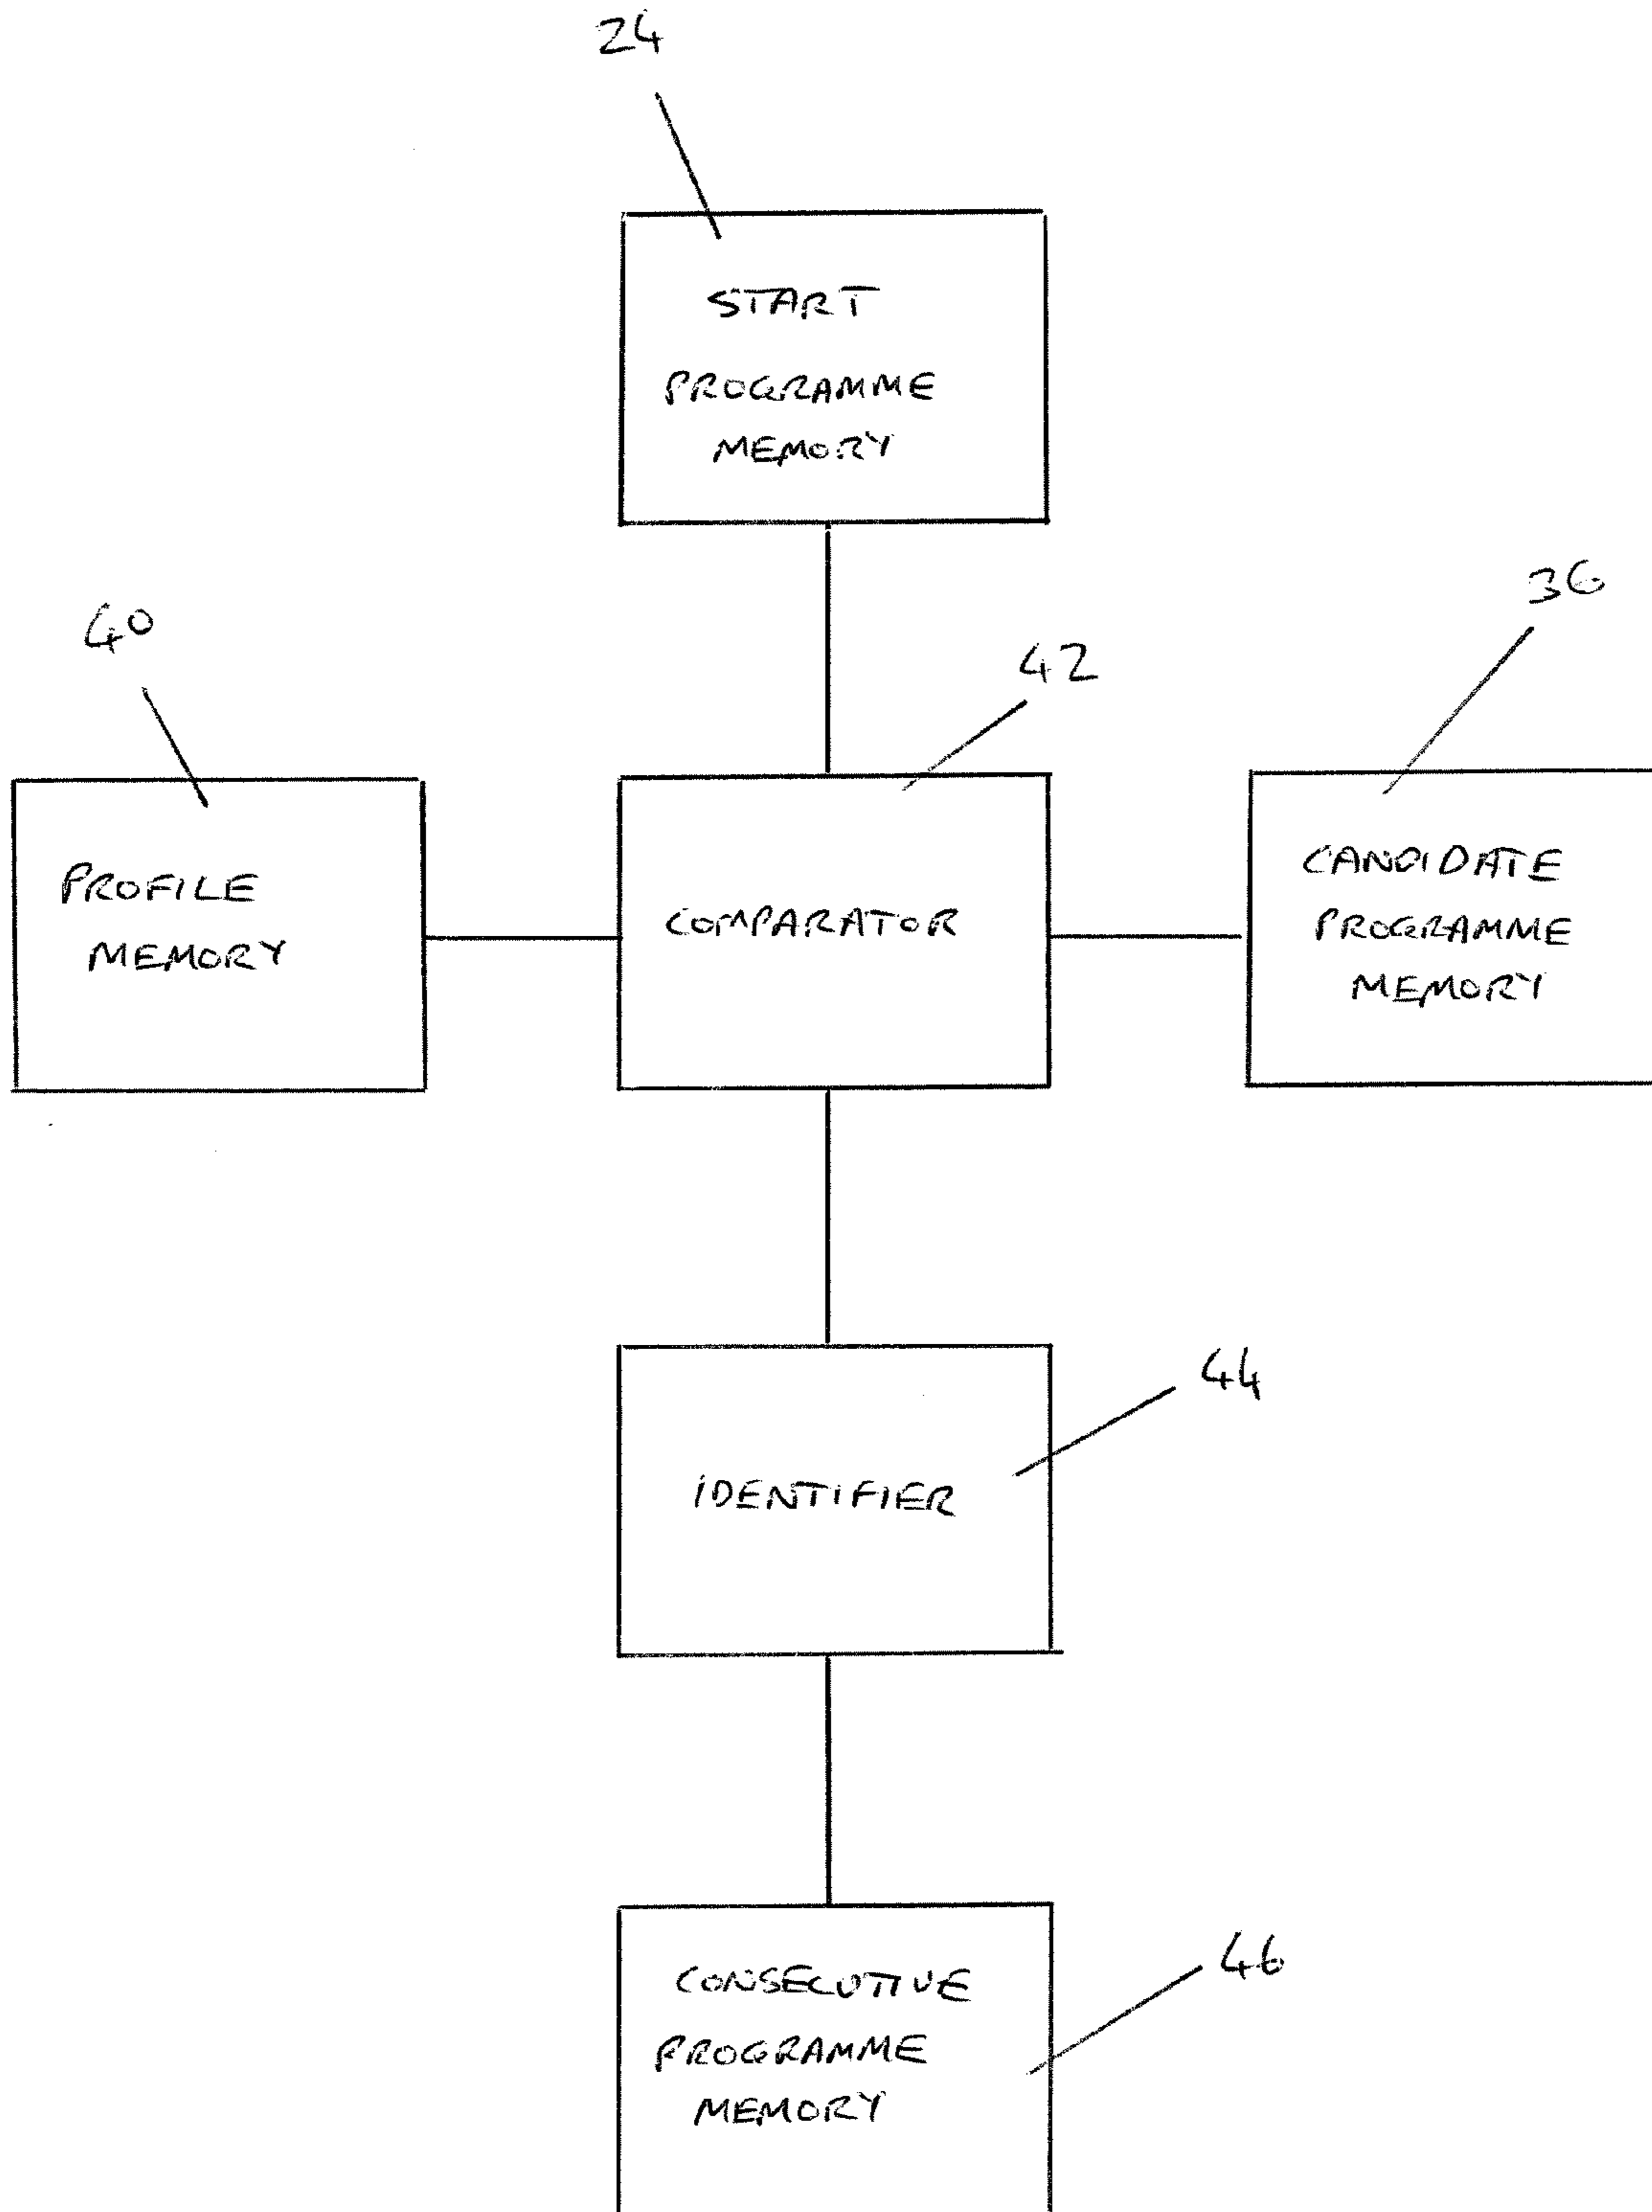 24
START
PROGRAMME
MEMORY
40
42
36
PROFILE
MEMORY
COMPARATOR
CANDIDATE
PROGRAMME
MEMORY
44
IDENTIFIER
46
CONSECUTIVE
PROGRAMME
MEMORY